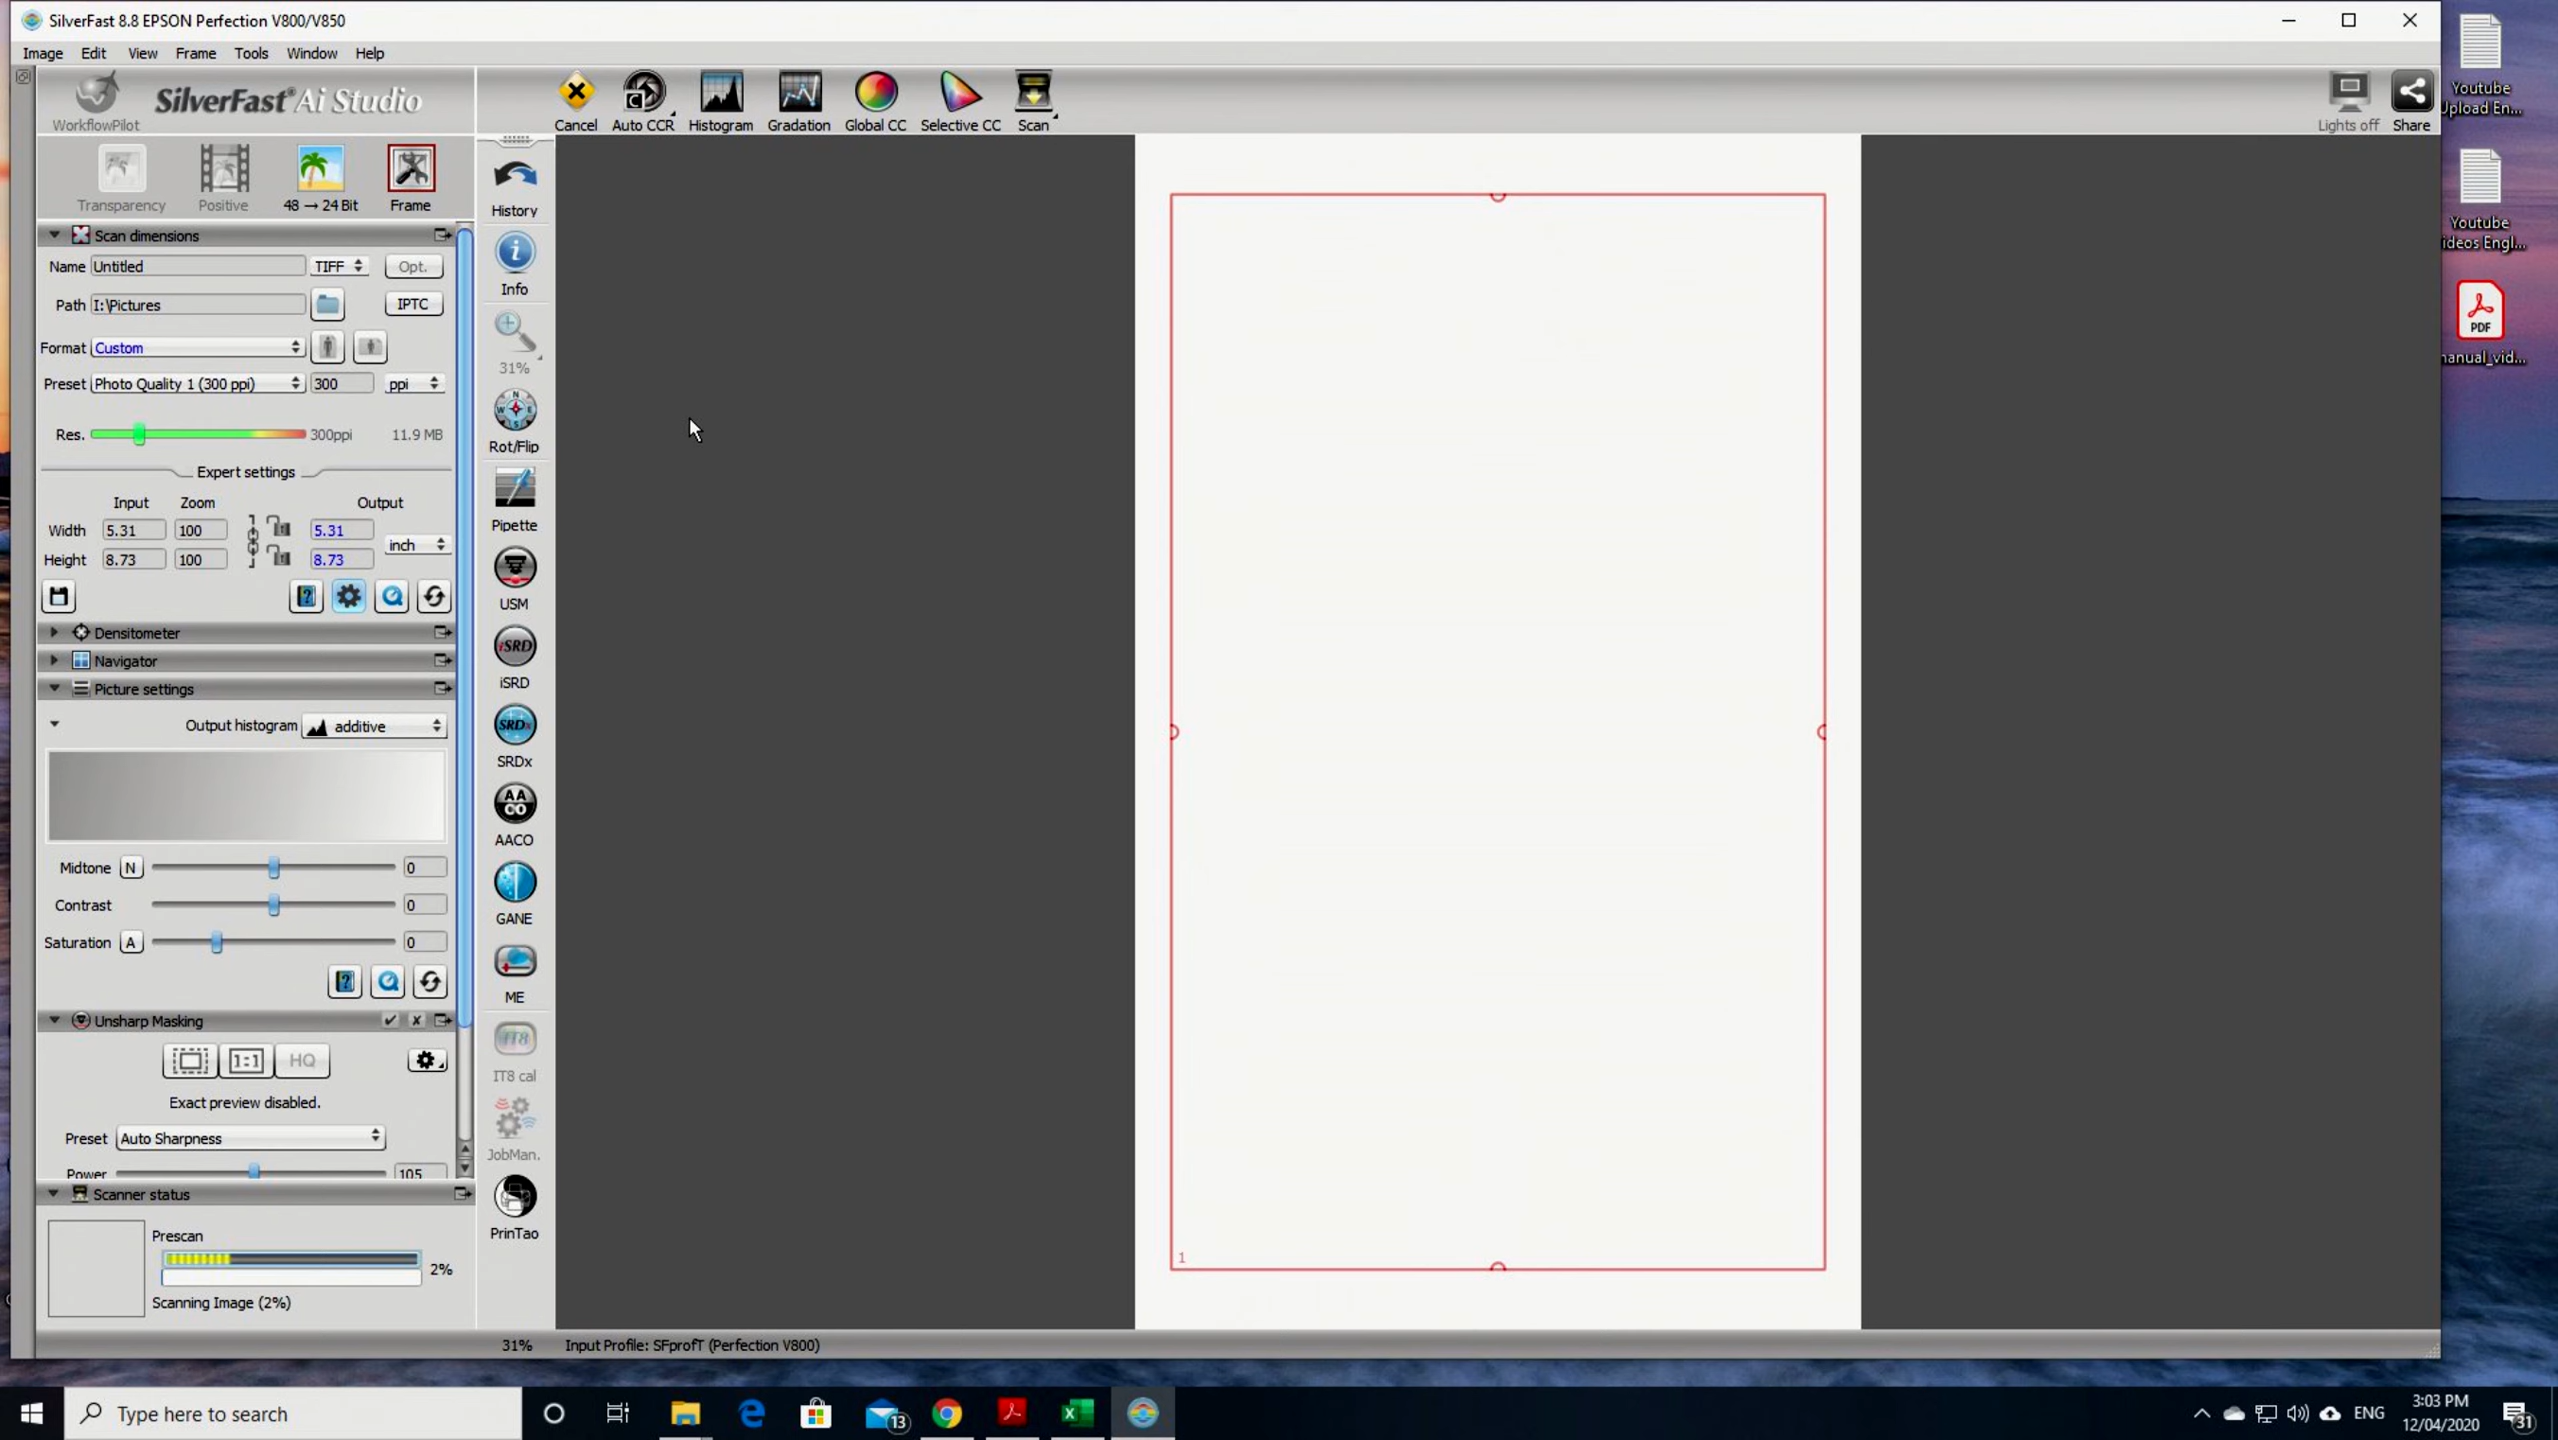 SilverFast 8.8 EPSON Perfection V800/V850
Image Edit View Frame Tools Window Help
WorkflowPilot
SilverFast® Ai Studio
Cancel Auto CCR Histogram Gradation Global CC Selective CC Scan
Lights off Share
Transparency Positive 48 → 24 Bit Frame
Scan dimensions
Name Untitled TIFF Opt.
Path I:\Pictures IPTC
Format Custom
Preset Photo Quality 1 (300 ppi) 300 ppi
Res. 300ppi 11.9 MB
Expert settings
Input Zoom Output
Width 5.31 100 5.31
inch
Height 8.73 100 8.73
Densitometer
Navigator
Picture settings
Output histogram additive
Midtone N 0
Contrast 0
Saturation A 0
Unsharp Masking
1:1 HQ
Exact preview disabled.
Preset Auto Sharpness
Power 105
Scanner status
Prescan
2%
Scanning Image (2%)
History
Info
31%
Rot/Flip
Pipette
USM
iSRD
iSRD
SRDx
SRDx
AA
CO
AACO
GANE
ME
IT8
IT8 cal
JobMan.
PrinTao
1
31% Input Profile: SFprofT (Perfection V800)
Youtube
Upload En...
Youtube
ideos Engl...
PDF
manual_vid...
Type here to search
13
ENG
3:03 PM
12/04/2020
31